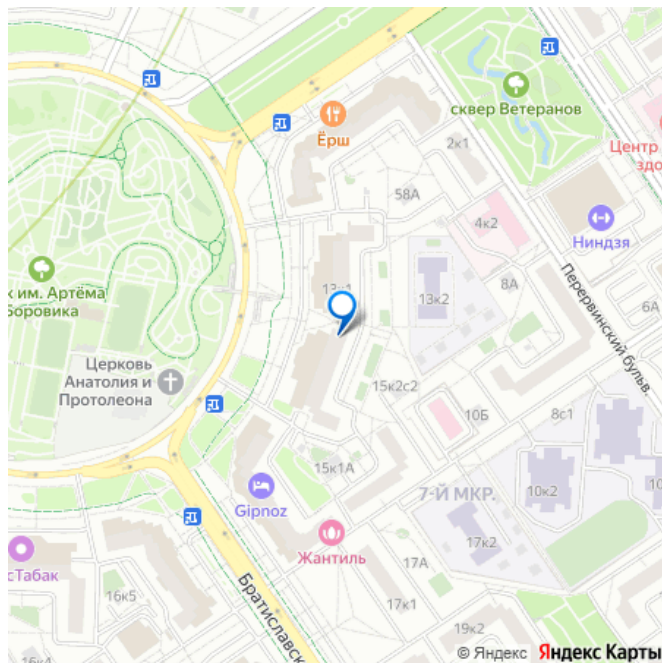 сквер Ветеранов
Ёрш
2к1
Центр
здо
58А
4к2
Ниндзя
к им. Артёма
Боровика
13к1
13к2
8А
6А
Перервинский бульв.
Церковь
Анатолия и
Протолеона
15к2с2
10Б
8с1
15к1А
7-Й МКР.
10к2
10
Gipnoz
Жантиль
17к2
сТабак
17А
16к5
17к1
Братиславск
19к2
16к4
© Яндекс Яндекс Карты